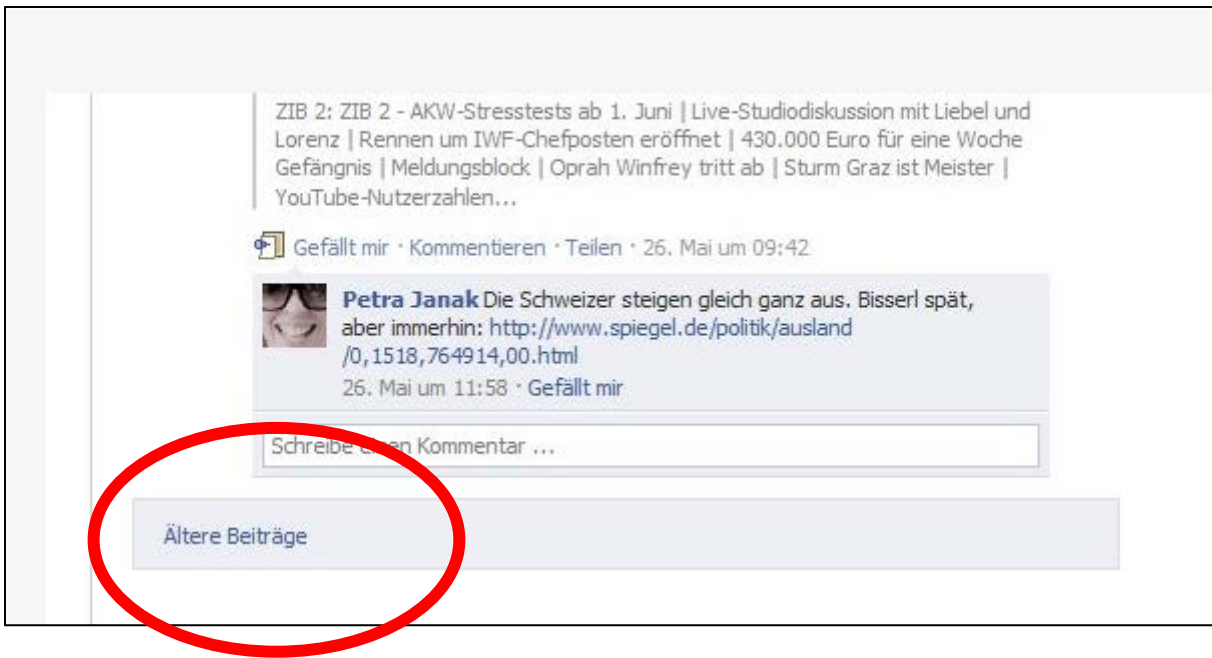 ZIB 2: ZIB 2 - AKW-Stresstests ab 1. Juni | Live-Studiodiskussion mit Liebel und
Lorenz | Rennen um IWF-Chefposten eröffnet | 430.000 Euro für eine Woche
Gefängnis | Meldungsblock | Oprah Winfrey tritt ab | Sturm Graz ist Meister |
YouTube-Nutzerzahlen...
Gefällt mir · Kommentieren · Teilen · 26. Mai um 09:42
Petra Janak Die Schweizer steigen gleich ganz aus. Bisserl spät,
aber immerhin: http://www.spiegel.de/politik/ausland
/0,1518,764914,00.html
26. Mai um 11:58 · Gefällt mir
Schreibe einen Kommentar ...
Ältere Beiträge